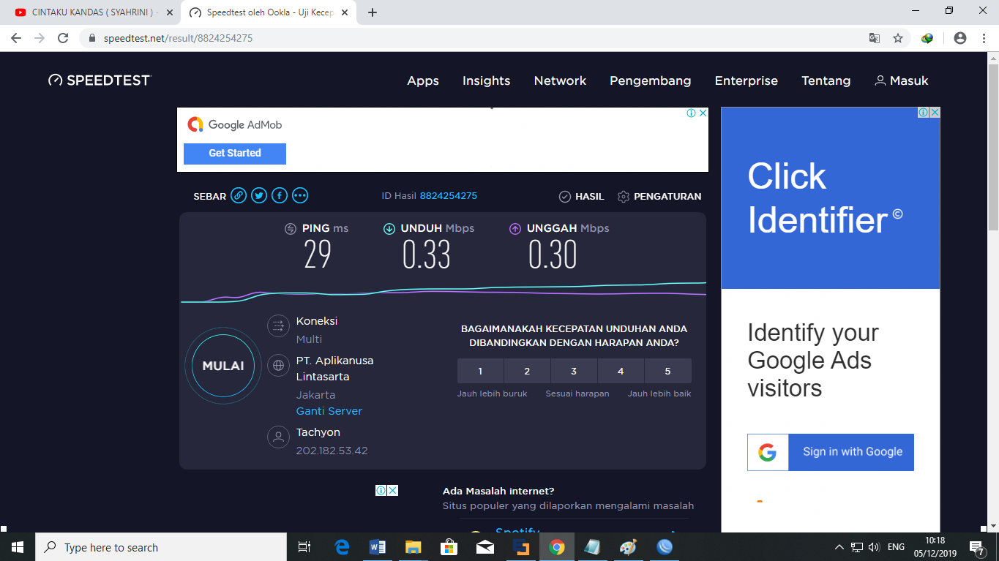 CINTAKU KANDAS ( SYAHRINI ) -
Speedtest oleh Ookla - Uji Kecep
speedtest.net/result/8824254275
SPEEDTEST
Apps Insights Network Pengembang Enterprise Tentang Masuk
Google AdMob
Get Started
SEBAR
ID Hasil 8824254275
HASIL PENGATURAN
PING ms UNDUH Mbps UNGGAH Mbps
29 0.33 0.30
MULAI
Koneksi
Multi
PT. Aplikanusa
Lintasarta
Jakarta
Ganti Server
Tachyon
202.182.53.42
BAGAIMANAKAH KECEPATAN UNDUHAN ANDA
DIBANDINGKAN DENGAN HARAPAN ANDA?
1 2 3 4 5
Jauh lebih buruk Sesuai harapan Jauh lebih baik
Ada Masalah internet?
Situs populer yang dilaporkan mengalami masalah
Spotify
Click
Identifier ©
Identify your
Google Ads
visitors
Sign in with Google
Type here to search
ENG
10:18
05/12/2019
7